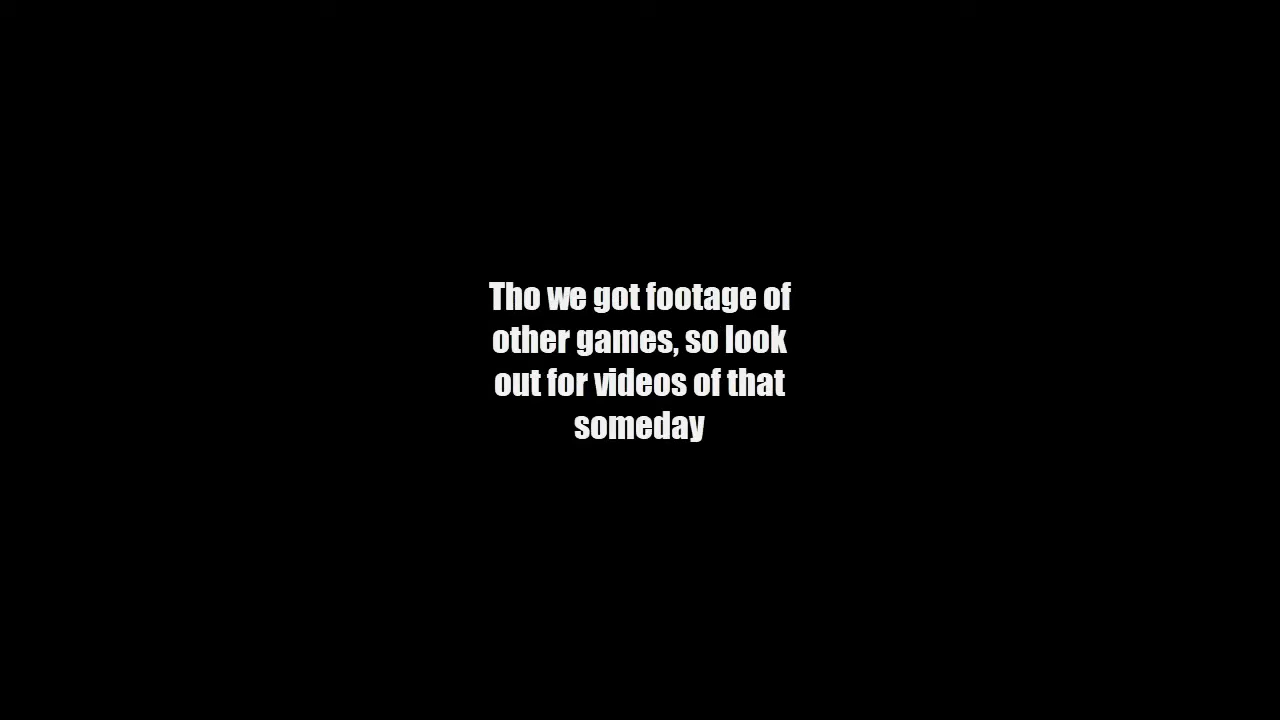 Tho we got footage of
other games, so look
out for videos of that
someday